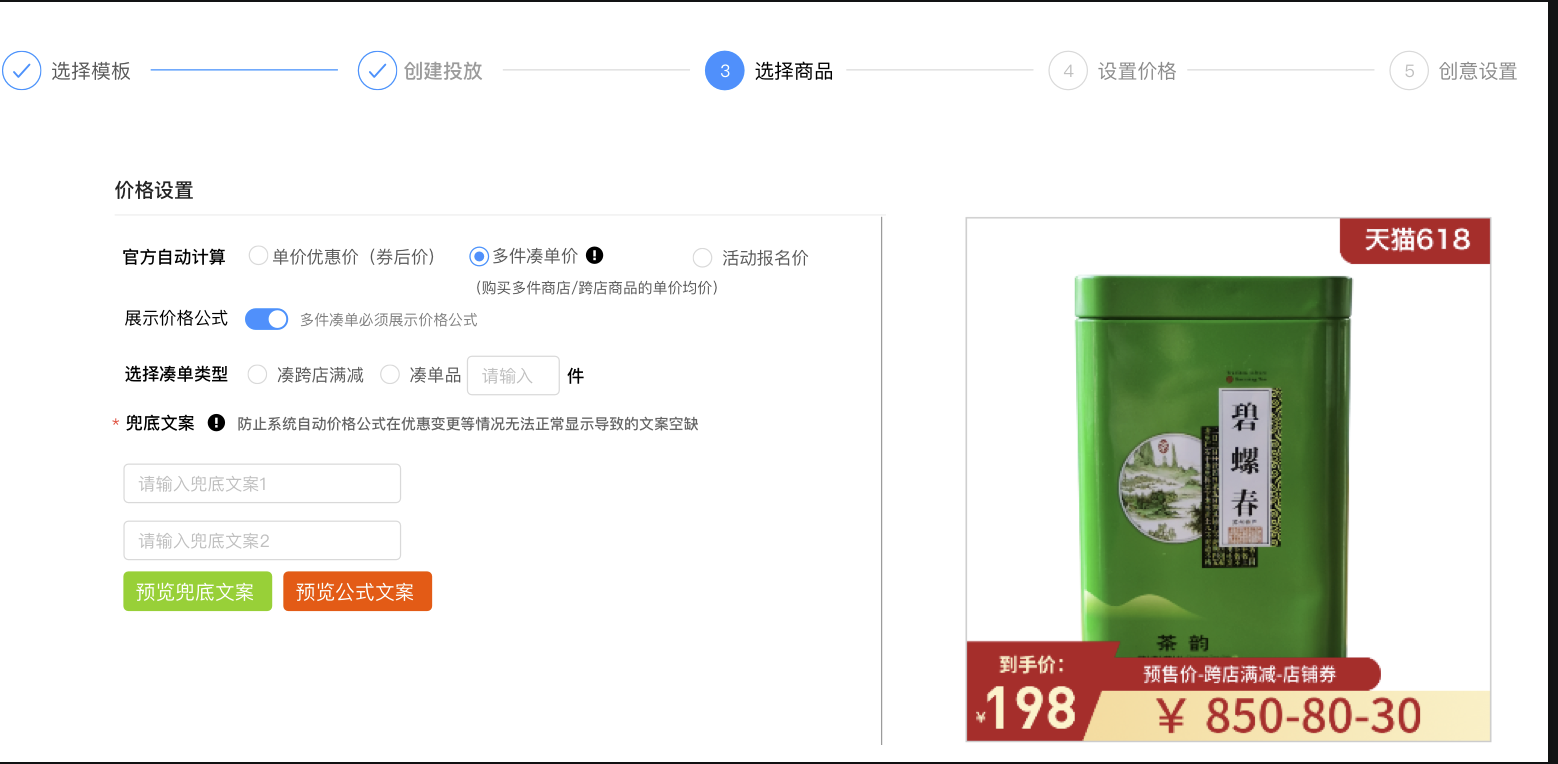 选择模板
创建投放
3 选择商品
4 设置价格
5 创意设置
价格设置
官方自动计算 单价优惠价（券后价） 多件凑单价 活动报名价
（购买多件商店/跨店商品的单价均价）
展示价格公式 多件凑单必须展示价格公式
选择凑单类型 凑跨店满减 凑单品 请输入 件
* 兜底文案 防止系统自动价格公式在优惠变更等情况无法正常显示导致的文案空缺
请输入兜底文案1
请输入兜底文案2
预览兜底文案 预览公式文案
天猫618
碧螺春
茶韵
到手价：
¥198
预售价-跨店满减-店铺券
¥ 850-80-30